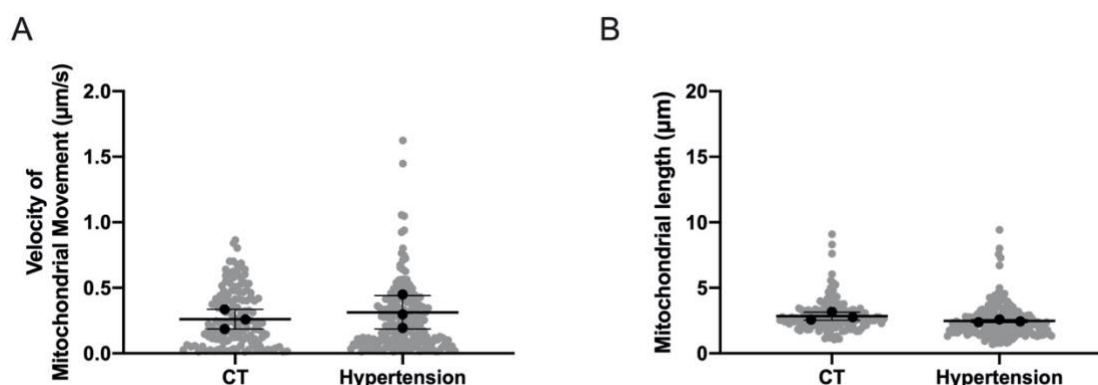 A
Velocity of
Mitochondrial Movement (µm/s)
2.0
1.5
1.0
0.5
0.0
CT
Hypertension
B
Mitochondrial length (µm)
20
15
10
5
0
CT
Hypertension